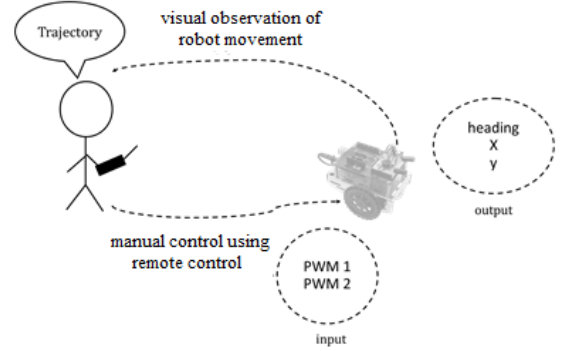 Trajectory
visual observation of
robot movement
heading
X
y
output
manual control using
remote control
PWM 1
PWM 2
input